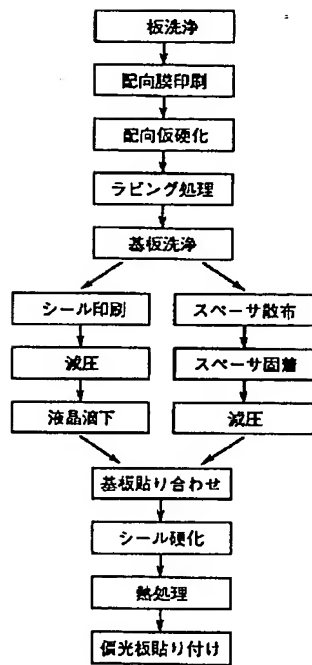 板洗浄
配向膜印刷
配向仮硬化
ラビング処理
基板洗浄
シール印刷
スペーサ散布
減圧
スペーサ固着
液晶滴下
減圧
基板貼り合わせ
シール硬化
熱処理
偏光板貼り付け